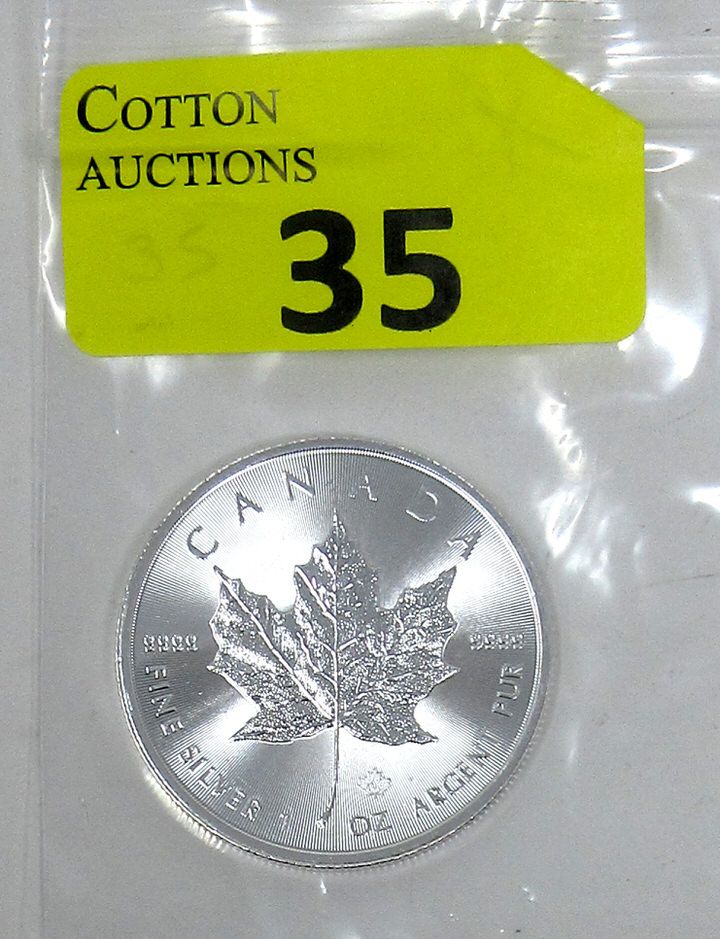 COTTON
AUCTIONS
35
35
CANADA
9999 9999
FINE SILVER 1 OZ ARGENT PUR